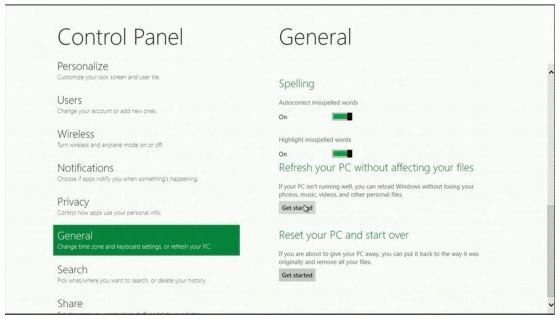 Control Panel
Personalize
Customize your lock screen and user tile.
Users
Change your account or add new ones.
Wireless
Turn wireless and airplane mode on or off.
Notifications
Choose if apps notify you when something's happening.
Privacy
Control how apps use your personal info.
General
Change time zone and keyboard settings, or refresh your PC.
Search
Pick what/where you want to search, or delete your history.
Share
General
Spelling
Autocorrect misspelled words
On
Highlight misspelled words
On
Refresh your PC without affecting your files
If your PC isn't running well, you can reload Windows without losing your
photos, music, videos, and other personal files.
Get started
Reset your PC and start over
If you are about to give your PC away, you can put it back to the way it was
originally and remove all your files.
Get started